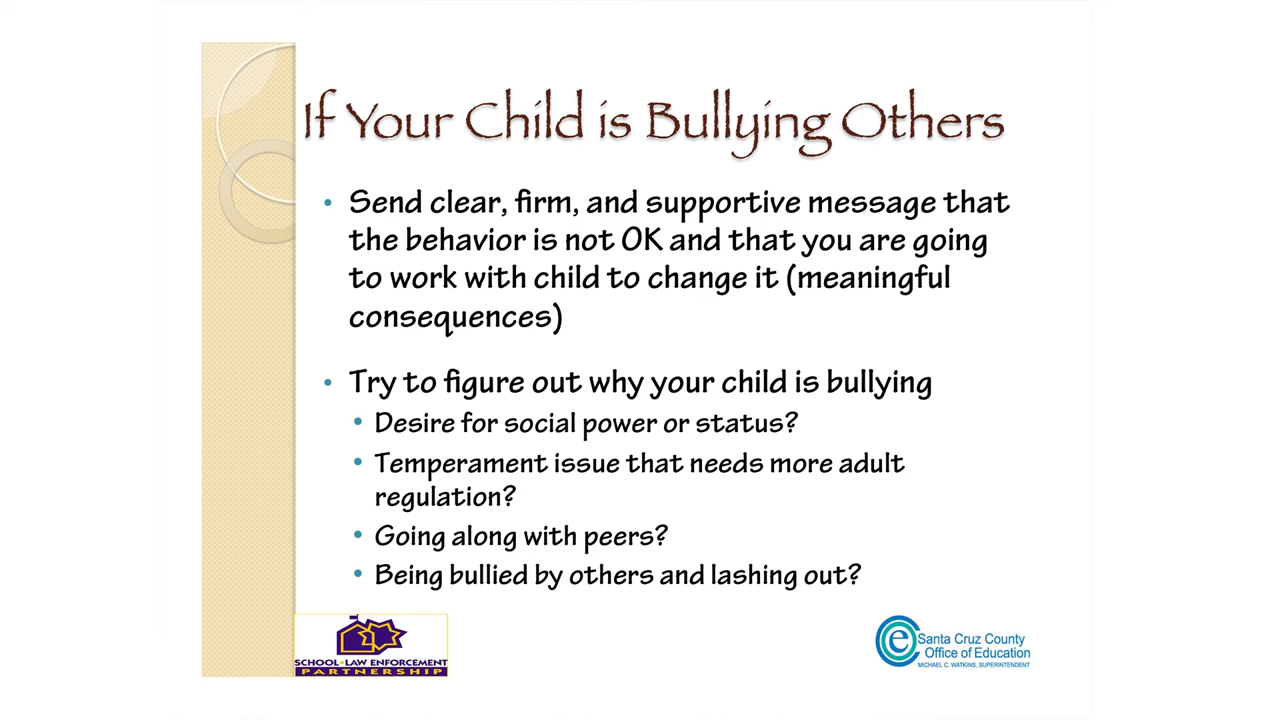 If Your Child is Bullying Others
• Send clear, firm, and supportive message that
the behavior is not OK and that you are going
to work with child to change it (meaningful
consequences)
• Try to figure out why your child is bullying
• Desire for social power or status?
• Temperament issue that needs more adult
regulation?
• Going along with peers?
• Being bullied by others and lashing out?
SCHOOL•LAW ENFORCEMENT
PARTNERSHIP
e Santa Cruz County
Office of Education
MICHAEL C. WATKINS, SUPERINTENDENT